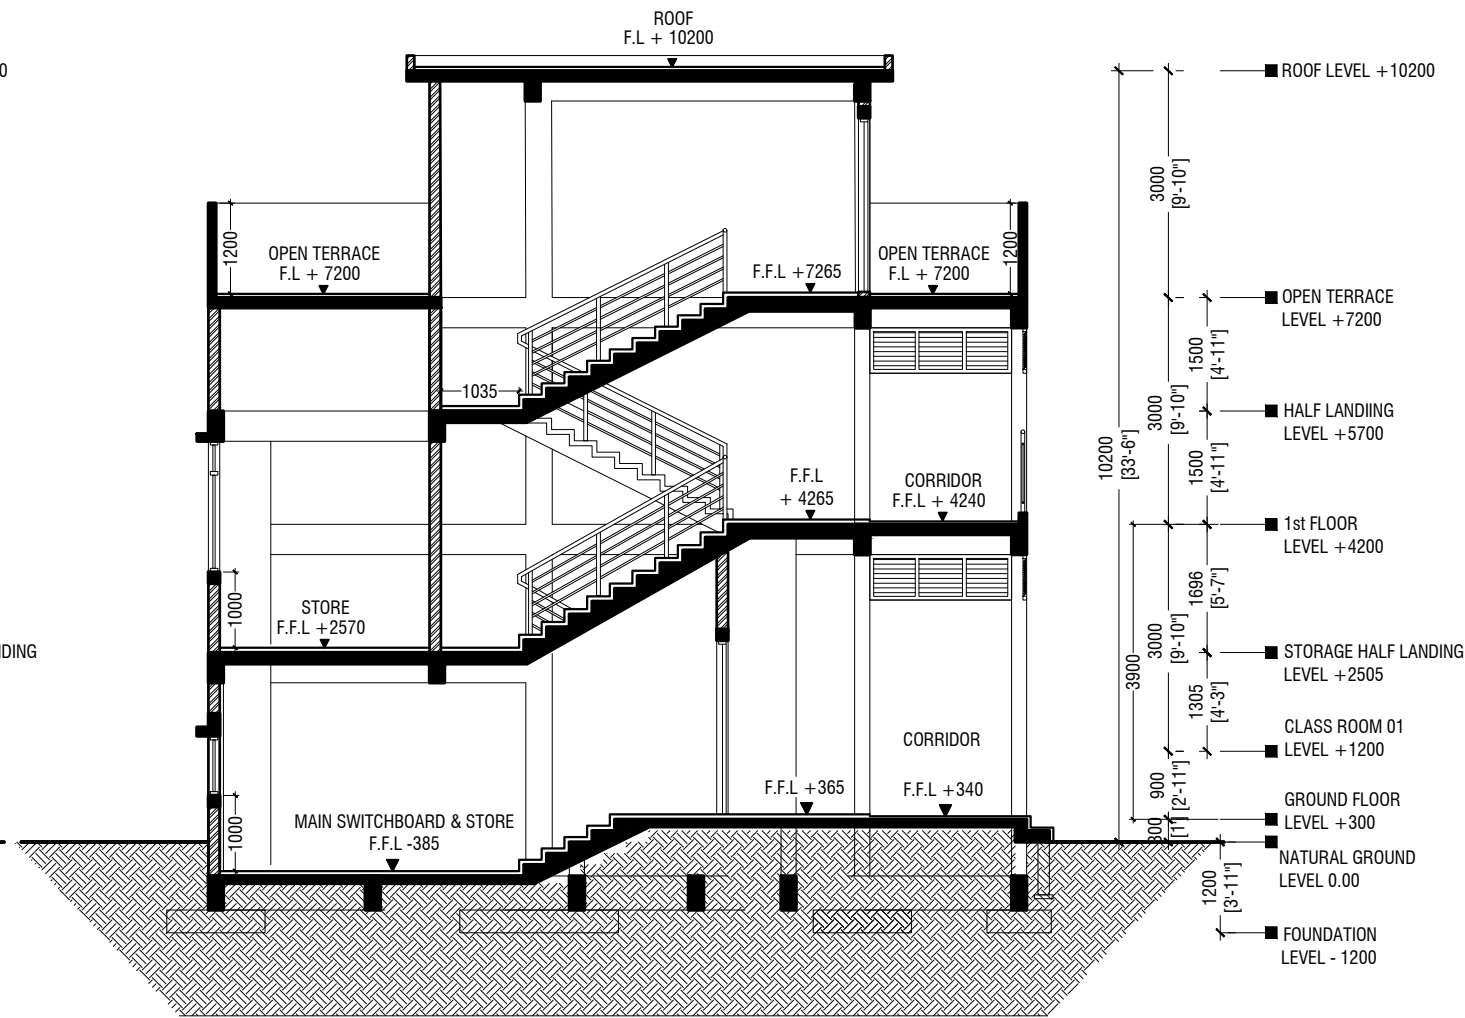 ROOF
F.L + 10200
0
ROOF LEVEL +10200
3000
[9'-10"]
1200
OPEN TERRACE
F.L + 7200
F.F.L +7265
OPEN TERRACE
F.L + 7200
1200
OPEN TERRACE
LEVEL +7200
1500
[4'-11"]
1035
3000
[9'-10"]
HALF LANDIING
LEVEL +5700
10200
[33'-6"]
1500
[4'-11"]
F.F.L
+ 4265
CORRIDOR
F.F.L + 4240
1st FLOOR
LEVEL +4200
1696
[5'-7"]
1000
STORE
F.F.L +2570
3000
[9'-10"]
3900
NDING
STORAGE HALF LANDING
LEVEL +2505
1305
[4'-3"]
CORRIDOR
CLASS ROOM 01
LEVEL +1200
F.F.L +365
F.F.L +340
900
[2'-11"]
GROUND FLOOR
LEVEL +300
1000
MAIN SWITCHBOARD & STORE
F.F.L -385
300
[1']
NATURAL GROUND
LEVEL 0.00
1200
[3'-11"]
FOUNDATION
LEVEL - 1200